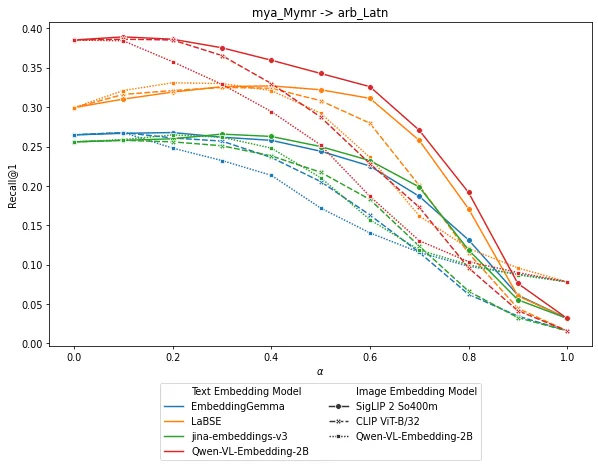 mya_Mymr -> arb_Latn
0.40
0.35
0.30
0.25
0.20
0.15
0.10
0.05
0.00
Recall@1
0.0 0.2 0.4 0.6 0.8 1.0
α
Text Embedding Model
EmbeddingGemma
LaBSE
jina-embeddings-v3
Qwen-VL-Embedding-2B
Image Embedding Model
SigLIP 2 So400m
CLIP ViT-B/32
Qwen-VL-Embedding-2B